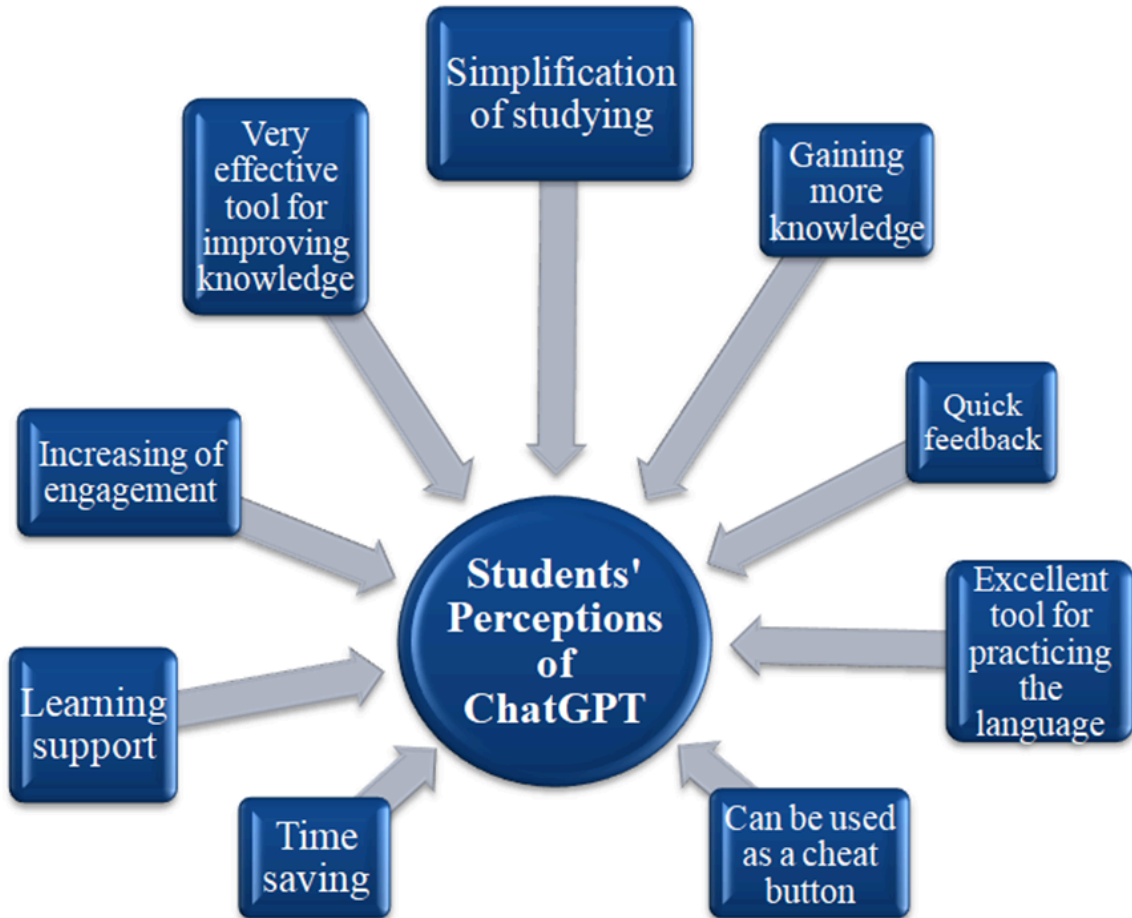 Simplification
of studying
Very
effective
tool for
improving
knowledge
Gaining
more
knowledge
Increasing of
engagement
Quick
feedback
Students'
Perceptions
of
ChatGPT
Learning
support
Excellent
tool for
practicing
the
language
Time
saving
Can be used
as a cheat
button